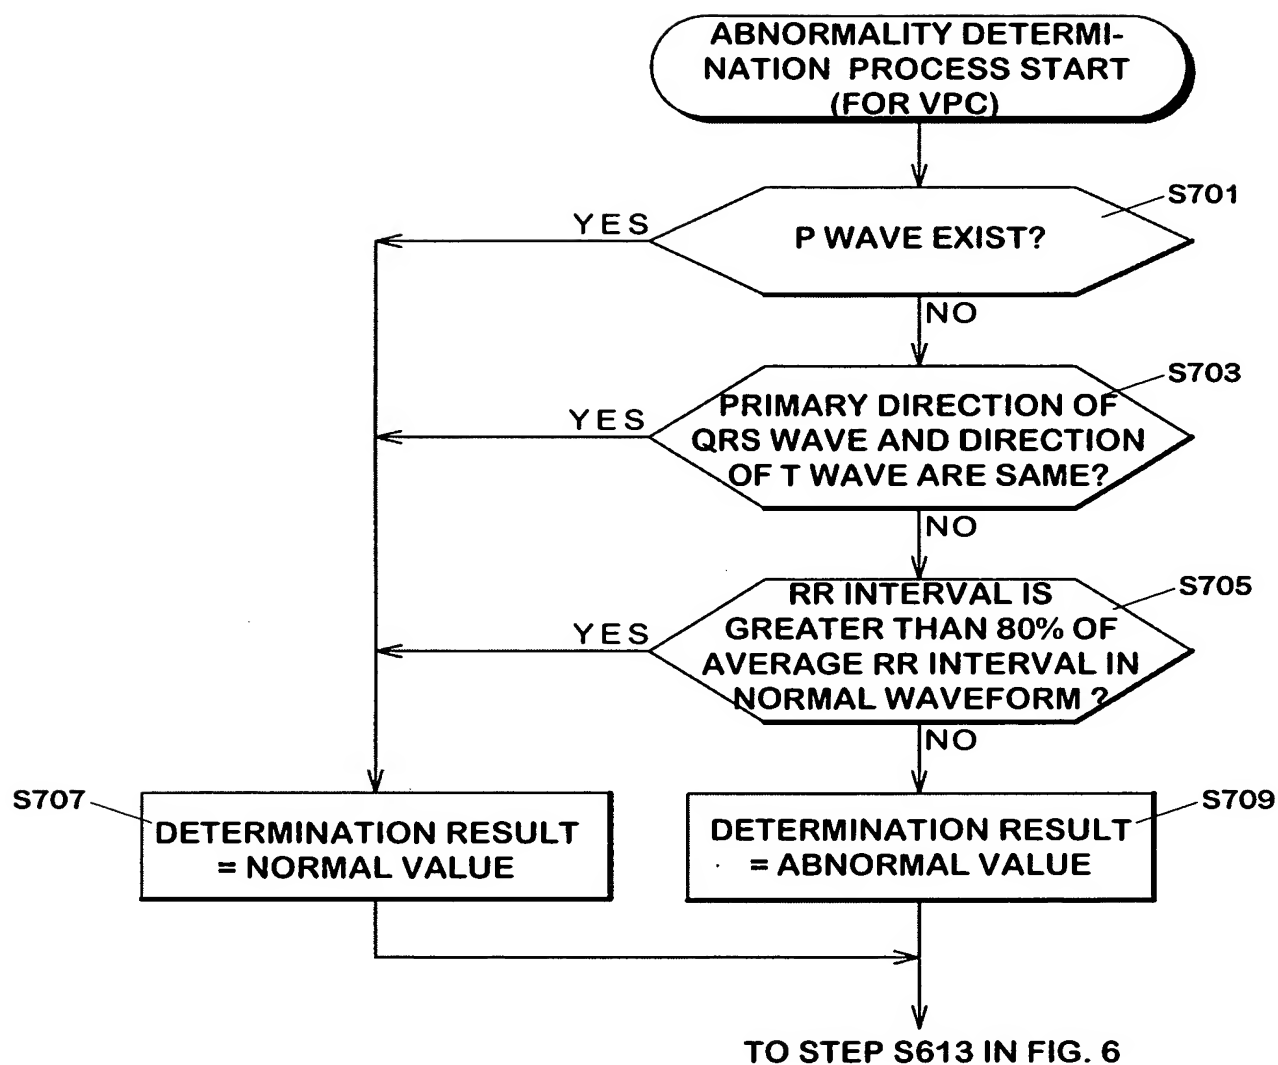 ABNORMALITY DETERMI-
NATION PROCESS START
(FOR VPC)
S701
YES
P WAVE EXIST?
NO
S703
YES
PRIMARY DIRECTION OF
QRS WAVE AND DIRECTION
OF T WAVE ARE SAME?
NO
S705
YES
RR INTERVAL IS
GREATER THAN 80% OF
AVERAGE RR INTERVAL IN
NORMAL WAVEFORM ?
NO
S707
DETERMINATION RESULT
= NORMAL VALUE
S709
DETERMINATION RESULT
= ABNORMAL VALUE
TO STEP S613 IN FIG. 6